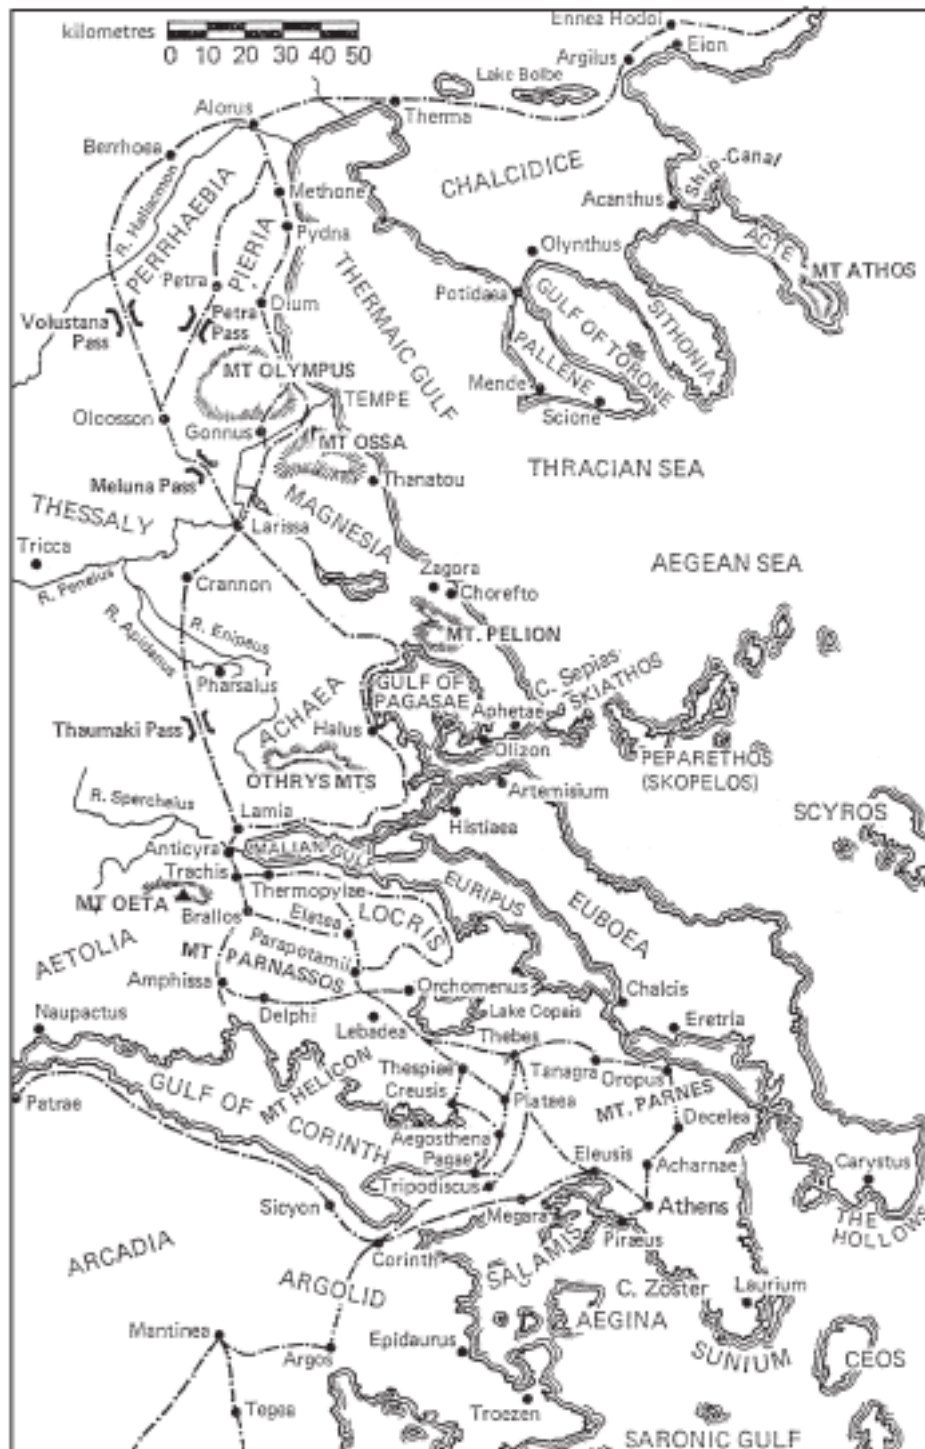 Ennea Hodoi
kilometres
0 10 20 30 40 50
Eion
Argilus
Lake Bolbe
Therma
Alorus
Berrhoea
Ship-Canal
CHALCIDICE
Acanthus
R. Haliacmon
PERRHAEBIA
Methone
PIERIA
Pydna
Olynthus
ACTE
MT ATHOS
Petra
THERMAIC GULF
Potidaea
Dium
GULF OF TORONE
SITHONIA
Volustana
Pass
Petra
Pass
PALLENE
MT OLYMPUS
Mende
TEMPE
Scione
Olcosson
Gonnus
MT OSSA
THRACIAN SEA
Meluna Pass
Thanatou
MAGNESIA
THESSALY
Larissa
Tricca
AEGEAN SEA
R. Peneius
Crannon
Zagora
Chorefto
R. Enipeus
R. Apidanus
MT. PELION
Pharsalus
ACHAEA
GULF OF
PAGASAE
C. Sepias
SKIATHOS
Aphetae
Thaumaki Pass
Halus
Olizon
PEPARETHOS
(SKOPELOS)
OTHRYS MTS
Artemisium
R. Spercheius
Lamia
Histiaea
SCYROS
Anticyra
MALIAN GULF
Trachis
Thermopylae
EURIPUS
MT OETA
EUBOEA
LOCRIS
Brallos
Elatea
AETOLIA
Parapotamii
MT PARNASSOS
Amphissa
Orchomenus
Chalcis
Delphi
Lake Copais
Naupactus
Lebadea
Eretria
Thebes
GULF OF CORINTH
MT HELICON
Thespiae
Tanagra
Oropus
Creusis
Plataea
MT. PARNES
Patrae
Decelea
Aegosthena
Pagae
Eleusis
Acharnae
Carystus
Tripodiscus
Sicyon
Megara
Athens
THE
HOLLOWS
Piraeus
SALAMIS
ARCADIA
Corinth
ARGOLID
C. Zoster
Laurium
AEGINA
Mantinea
Epidaurus
Argos
SUNIUM
CEOS
Tegea
Troezen
SARONIC GULF